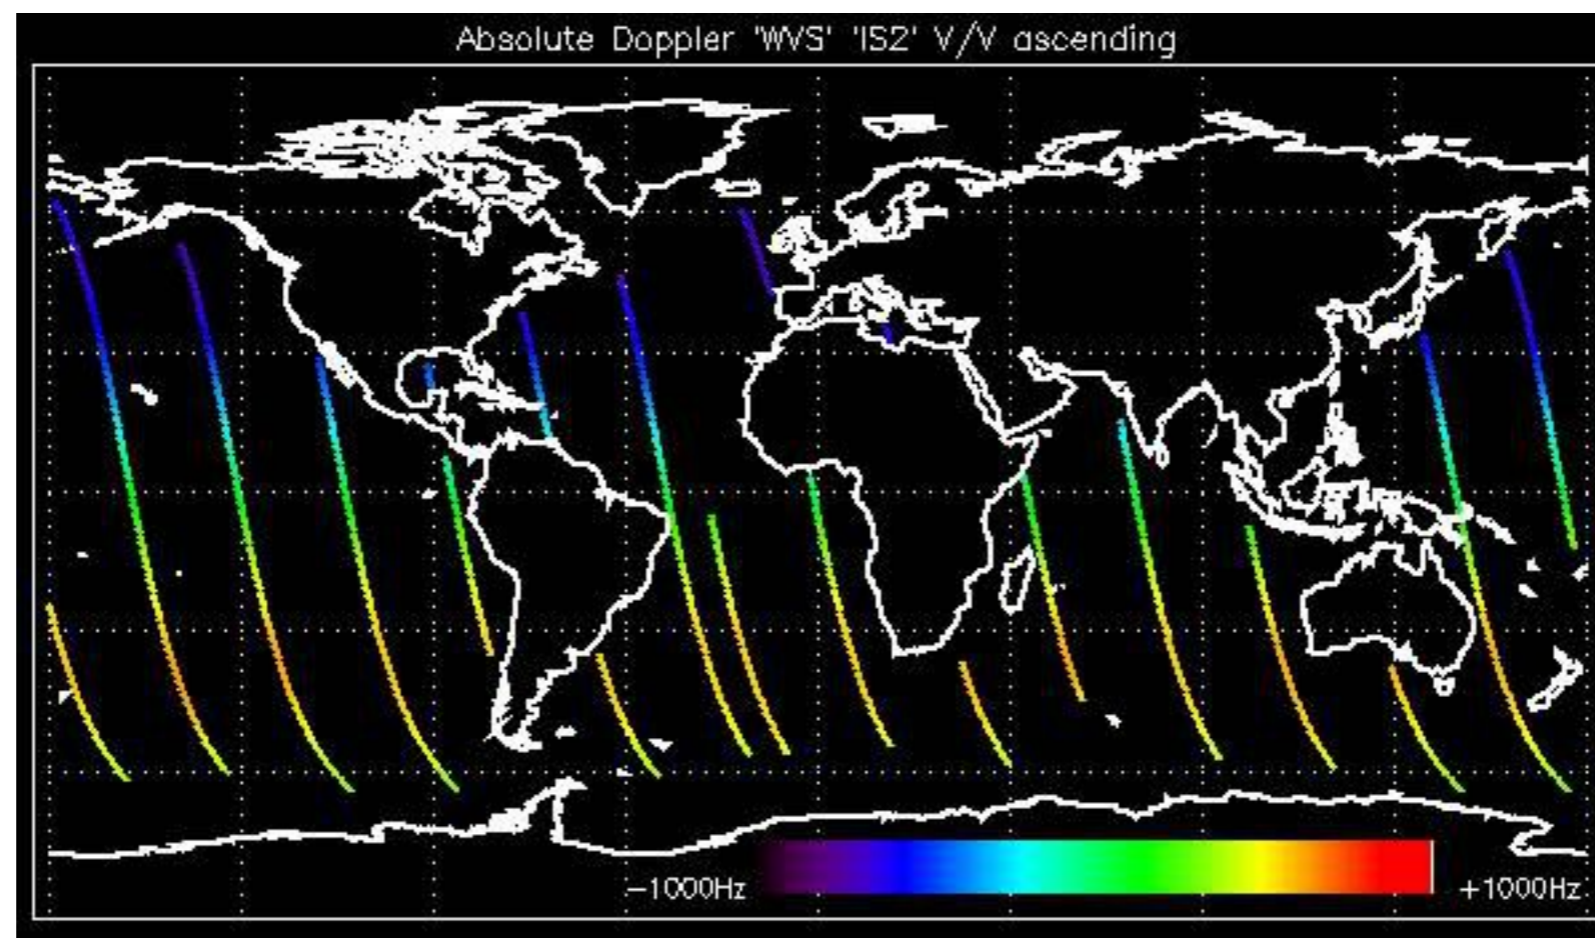 Absolute Doppler 'WVS' 'IS2' V/V ascending
−1000Hz
+1000Hz